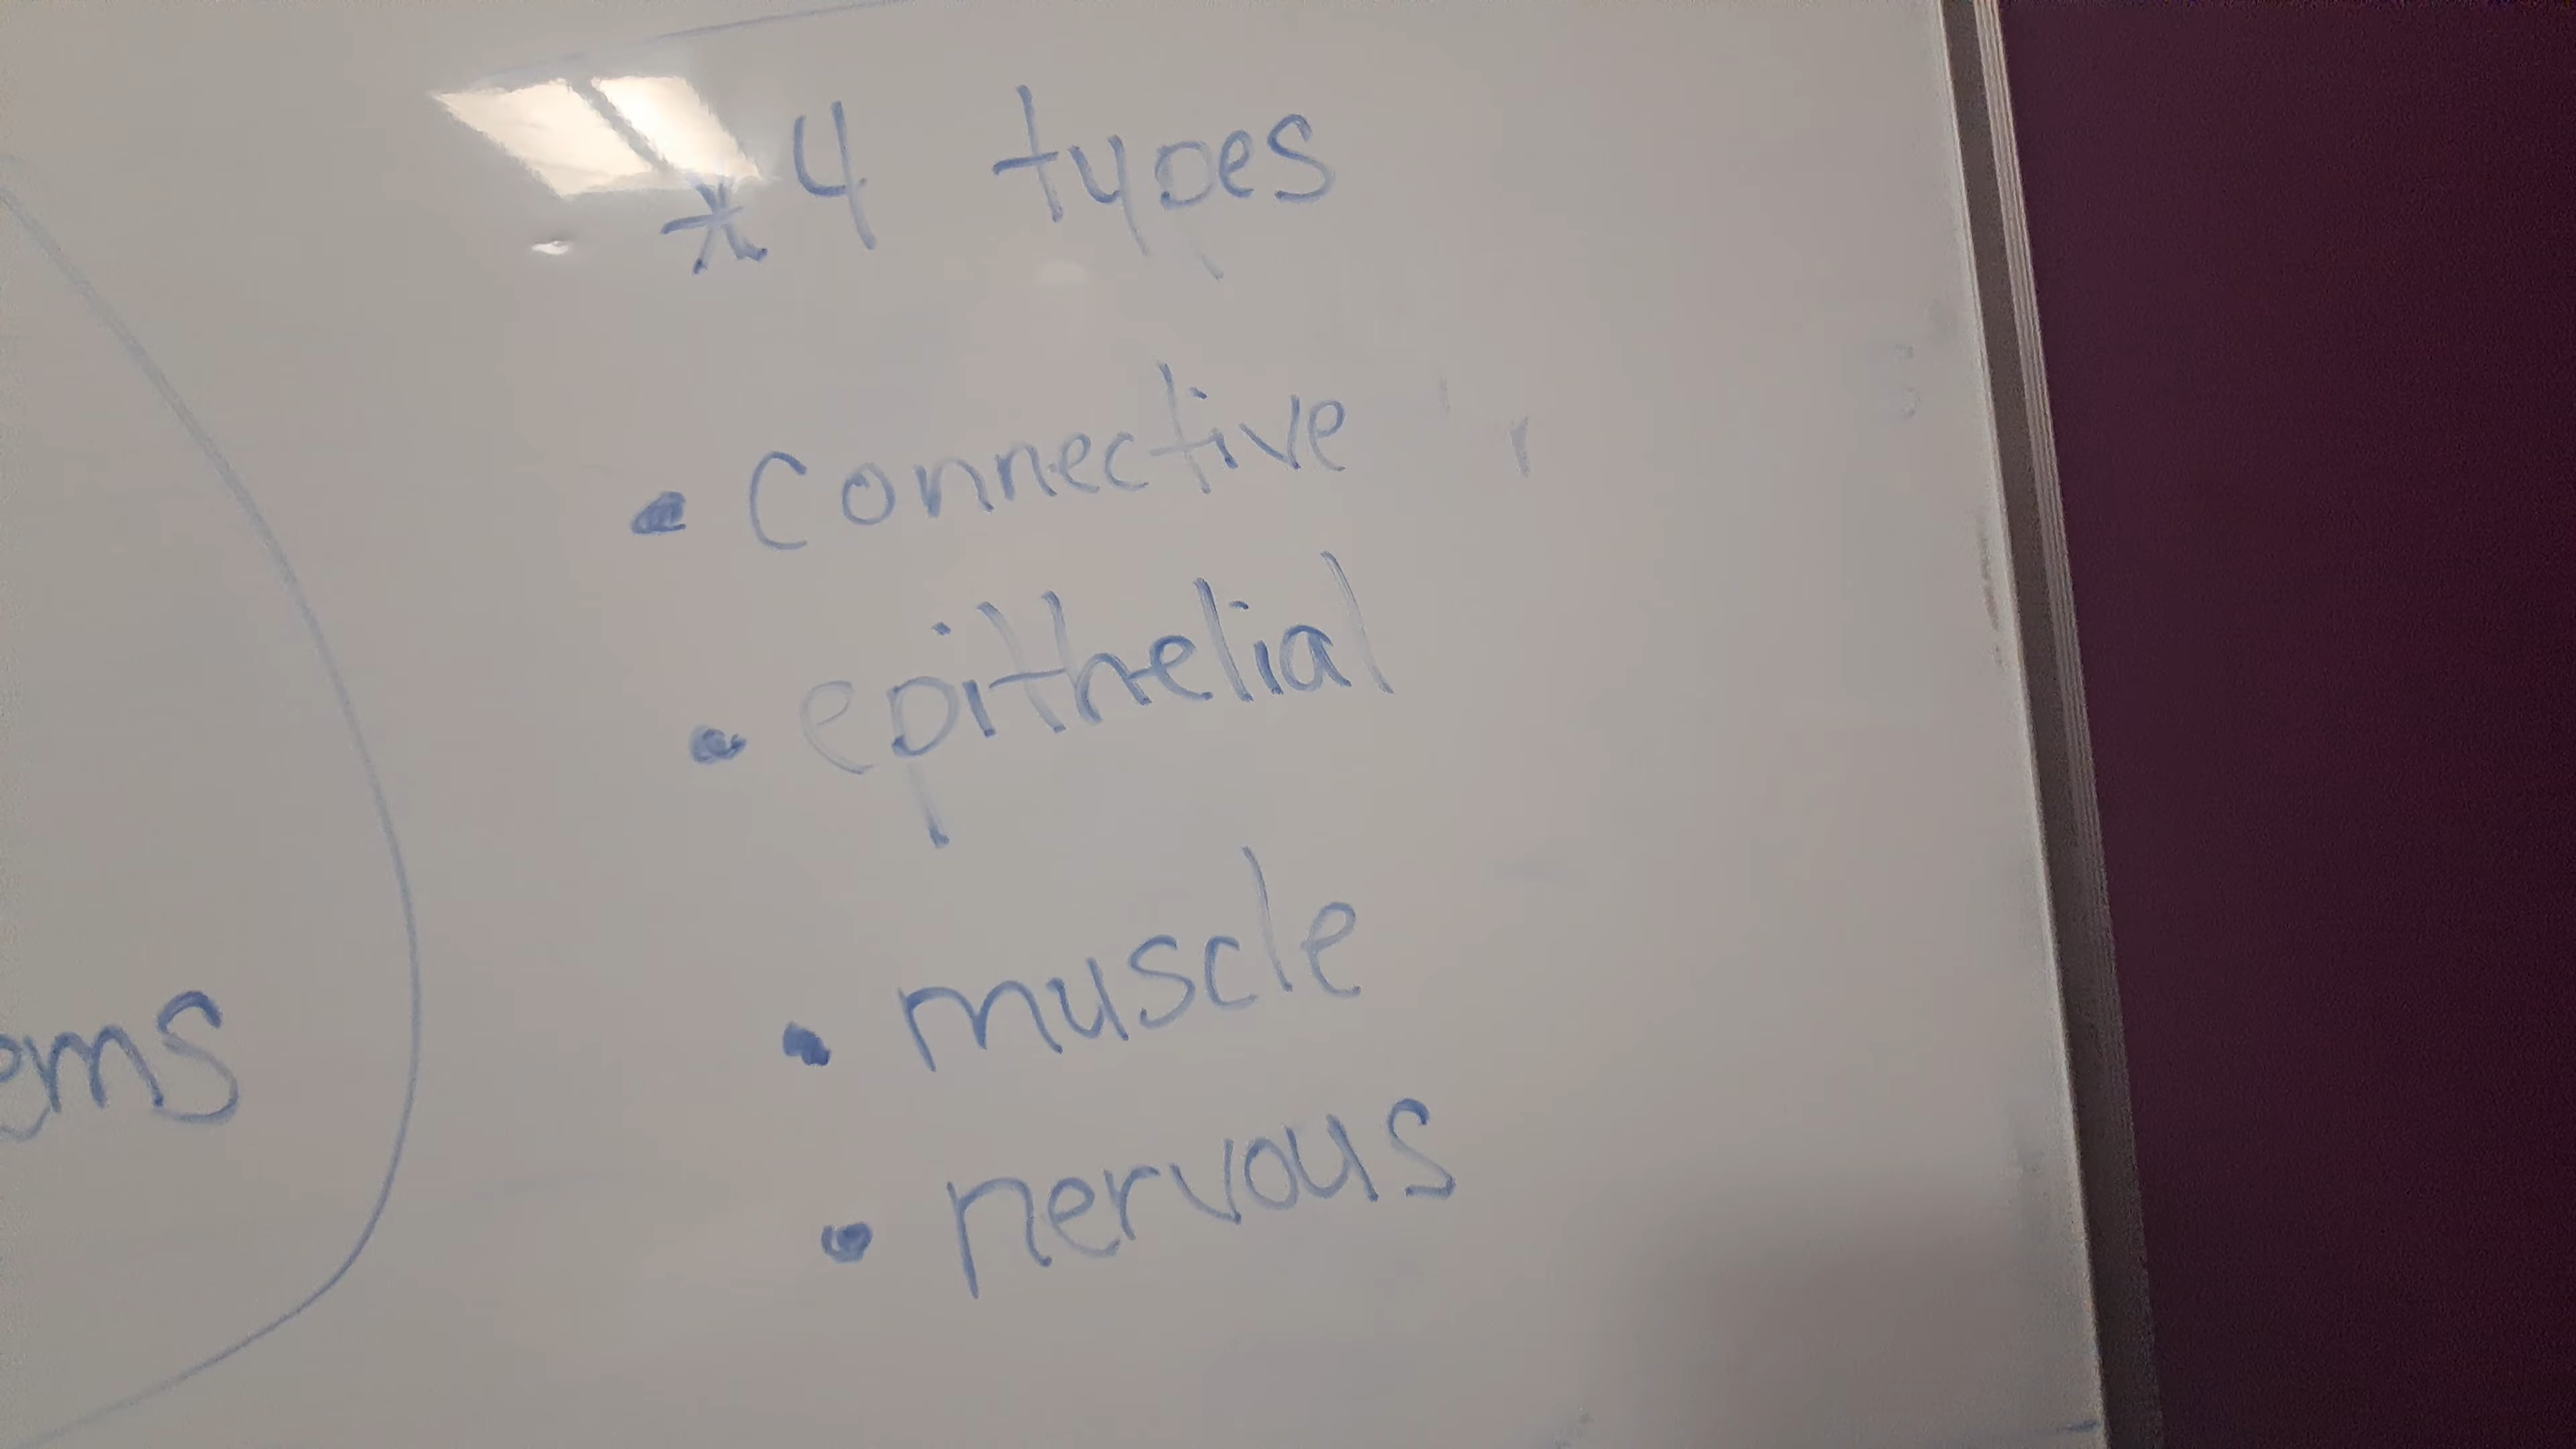 *4 types
• Connective
• epithelial
• muscle
ems
• nervous